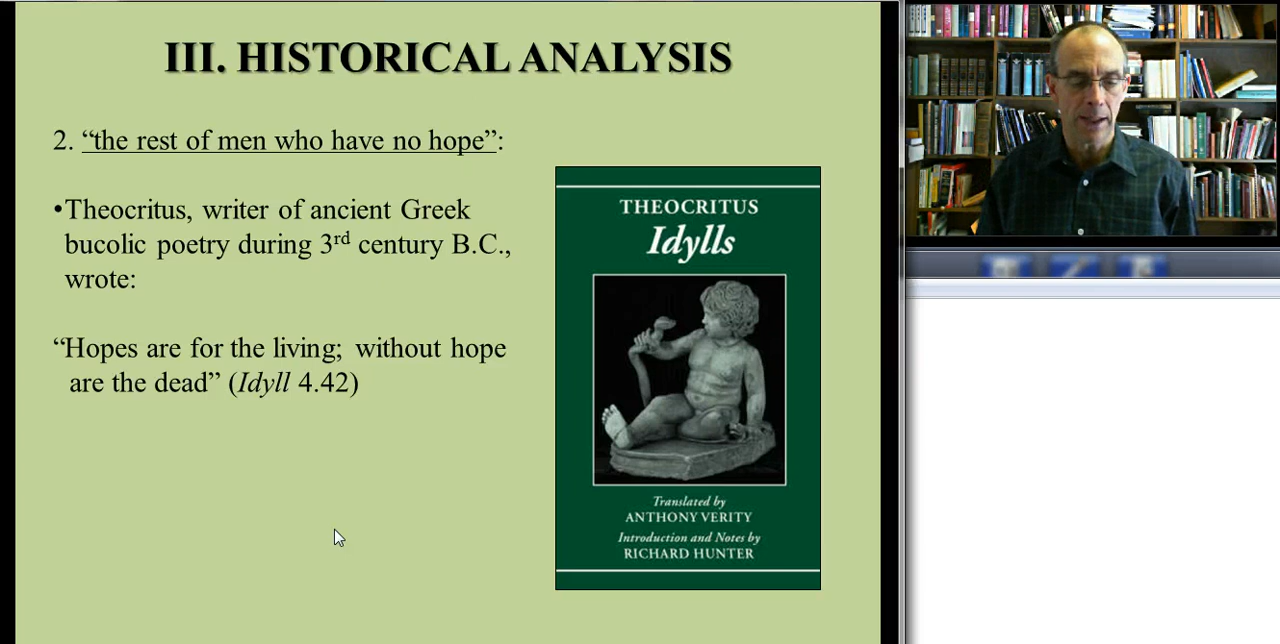 III. HISTORICAL ANALYSIS
2. “the rest of men who have no hope”:
•Theocritus, writer of ancient Greek
bucolic poetry during 3rd century B.C.,
wrote:
“Hopes are for the living; without hope
are the dead” (Idyll 4.42)
THEOCRITUS
Idylls
Translated by
ANTHONY VERITY
Introduction and Notes by
RICHARD HUNTER